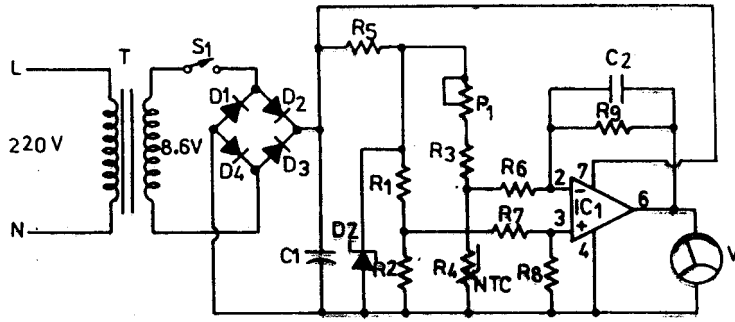 T
S1
R5
L
220V
N
8.6V
D1
D2
D4
D3
C1
DZ
R1
R2
P1
R3
R4
NTC
R6
R7
R8
C2
R9
2
7
IC1
3
4
6
V
-
+